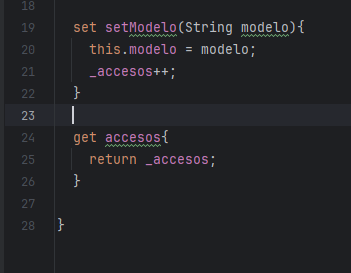 18
19 set setModelo(String modelo){
20 this.modelo = modelo;
21 _accesos++;
22 }
23
24 get accesos{
25 return _accesos;
26 }
27
28 }